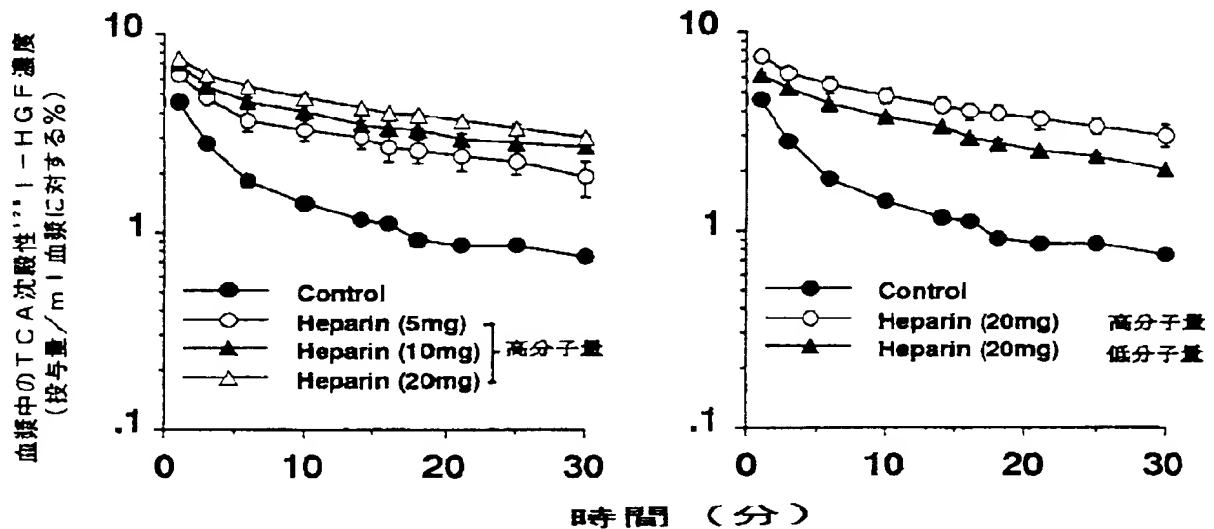 血漿中のTCA沈殿性¹²⁵I-HGF濃度
(投与量/ml血漿に対する%)
10
1
.1
0
10
20
30
Control
Heparin (5mg)
Heparin (10mg)
Heparin (20mg)
高分子量
10
1
.1
0
10
20
30
Control
Heparin (20mg) 高分子量
Heparin (20mg) 低分子量
時間 (分)